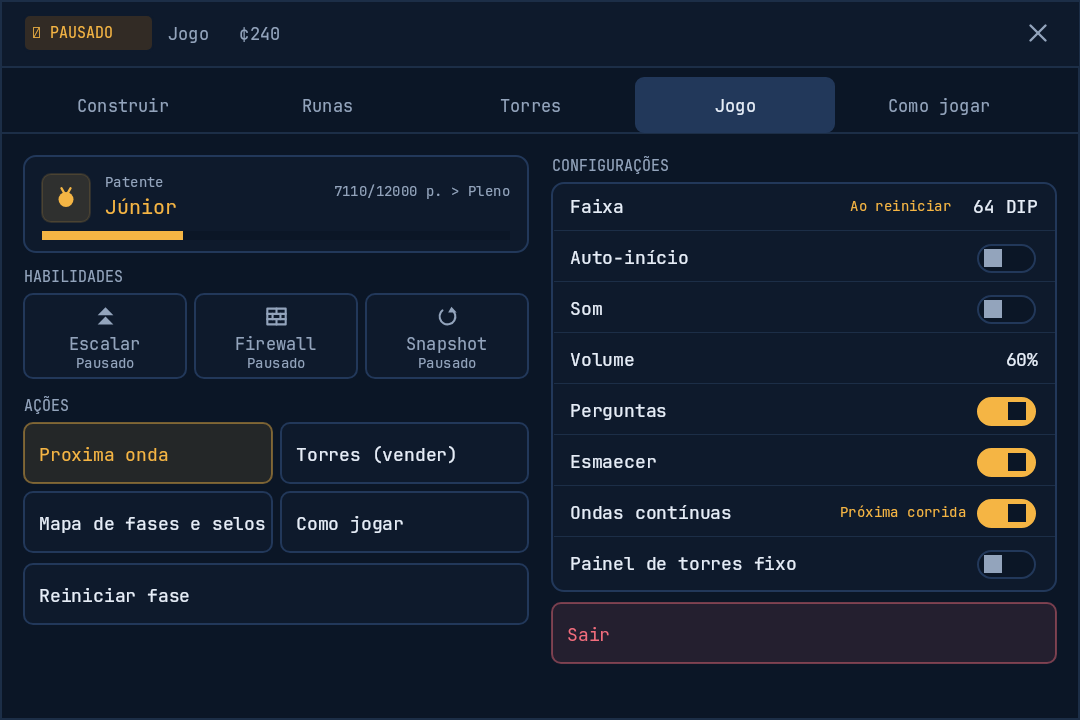 PAUSADO Jogo ¢240
Construir Runas Torres Jogo Como jogar
Patente
Júnior
7110/12000 p. > Pleno
HABILIDADES
Escalar
Pausado
Firewall
Pausado
Snapshot
Pausado
AÇÕES
Proxima onda
Torres (vender)
Mapa de fases e selos
Como jogar
Reiniciar fase
CONFIGURAÇÕES
Faixa Ao reiniciar 64 DIP
Auto-início
Som
Volume 60%
Perguntas
Esmaecer
Ondas contínuas Próxima corrida
Painel de torres fixo
Sair